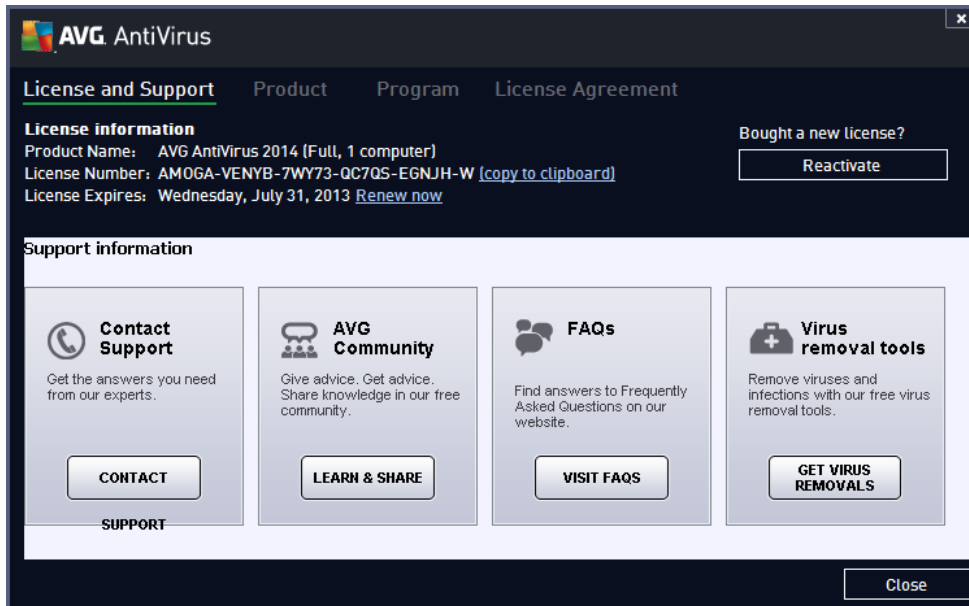 AVG. AntiVirus
License and Support Product Program License Agreement
License information
Product Name: AVG AntiVirus 2014 (Full, 1 computer)
License Number: AMOGA-VENYB-7WY73-QC7QS-EGNJH-W (copy to clipboard)
License Expires: Wednesday, July 31, 2013 Renew now
Bought a new license?
Reactivate
Support information
Contact
Support
Get the answers you need
from our experts.
CONTACT
SUPPORT
AVG
Community
Give advice. Get advice.
Share knowledge in our free
community.
LEARN & SHARE
FAQs
Find answers to Frequently
Asked Questions on our
website.
VISIT FAQS
Virus
removal tools
Remove viruses and
infections with our free virus
removal tools.
GET VIRUS
REMOVALS
Close